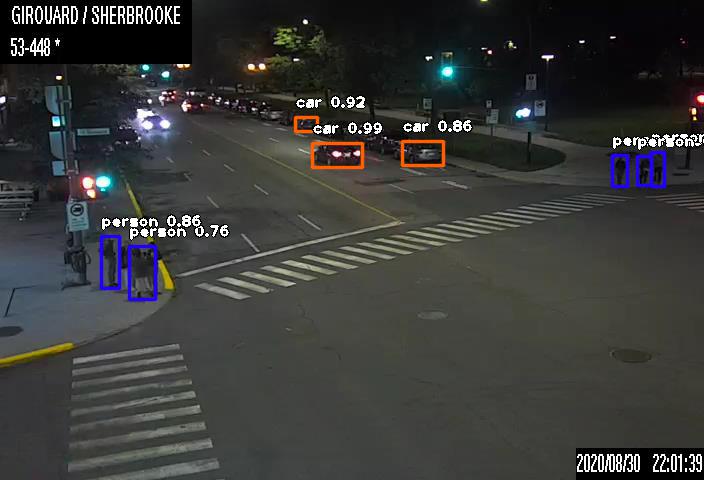 GIROUARD / SHERBROOKE
53-448 *
car 0.92
car 0.99
car 0.86
person 0.86
person 0.76
2020/08/30 22:01:39